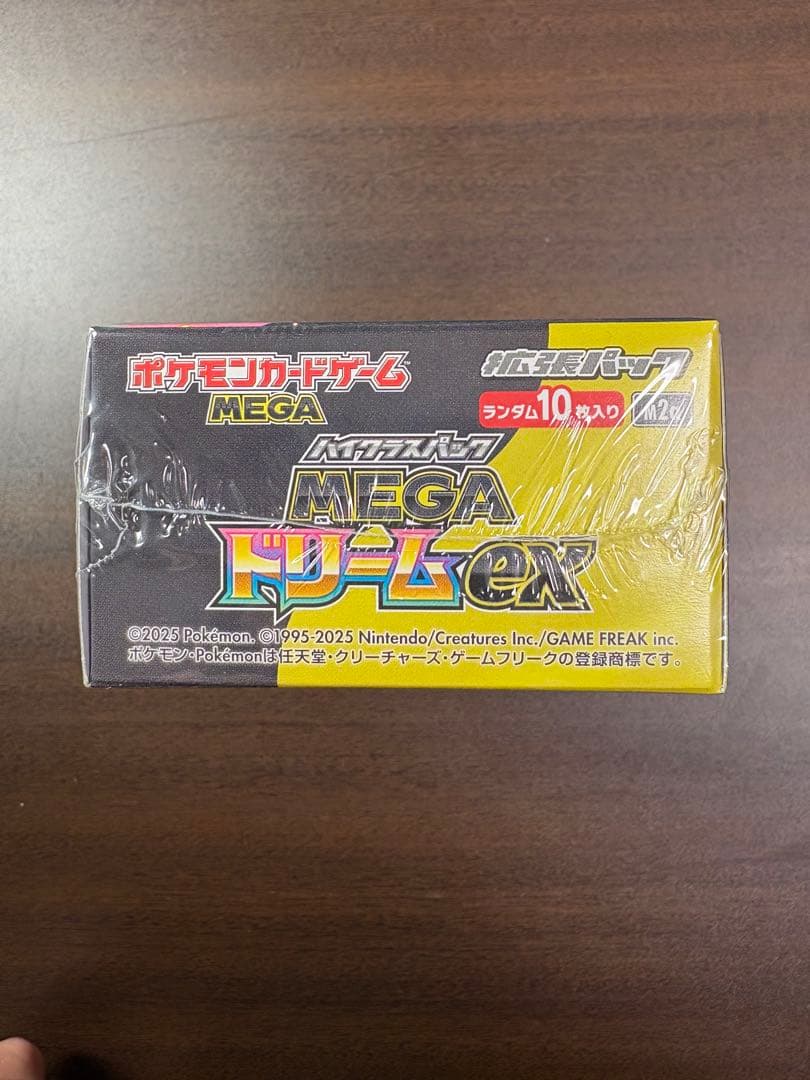 ポケモンカードゲーム
MEGA
拡張パック
ランダム10枚入り M2a
ハイクラスパック
MEGA
ドリームex
©2025 Pokémon. ©1995-2025 Nintendo/Creatures Inc./GAME FREAK inc.
ポケモン・Pokémonは任天堂・クリーチャーズ・ゲームフリークの登録商標です。